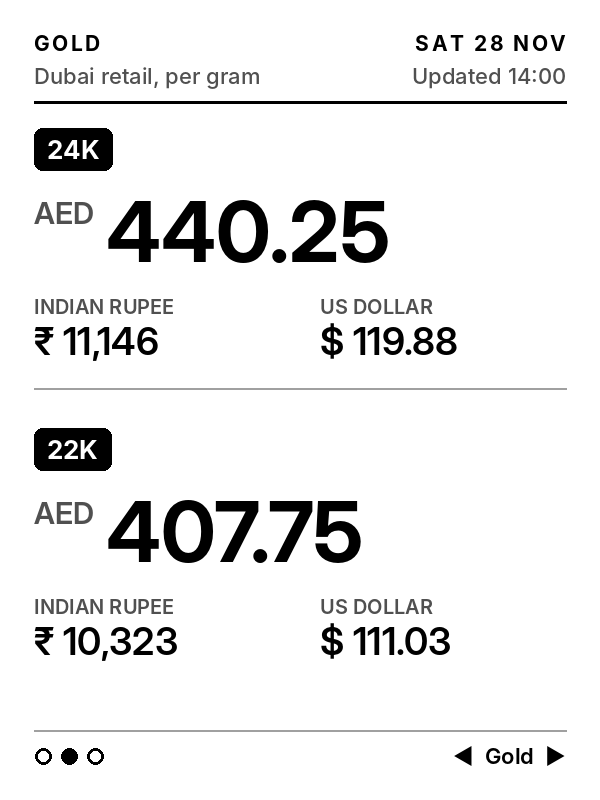 GOLD SAT 28 NOV
Dubai retail, per gram Updated 14:00
24K
AED 440.25
INDIAN RUPEE US DOLLAR
₹ 11,146 $ 119.88
22K
AED 407.75
INDIAN RUPEE US DOLLAR
₹ 10,323 $ 111.03
Gold